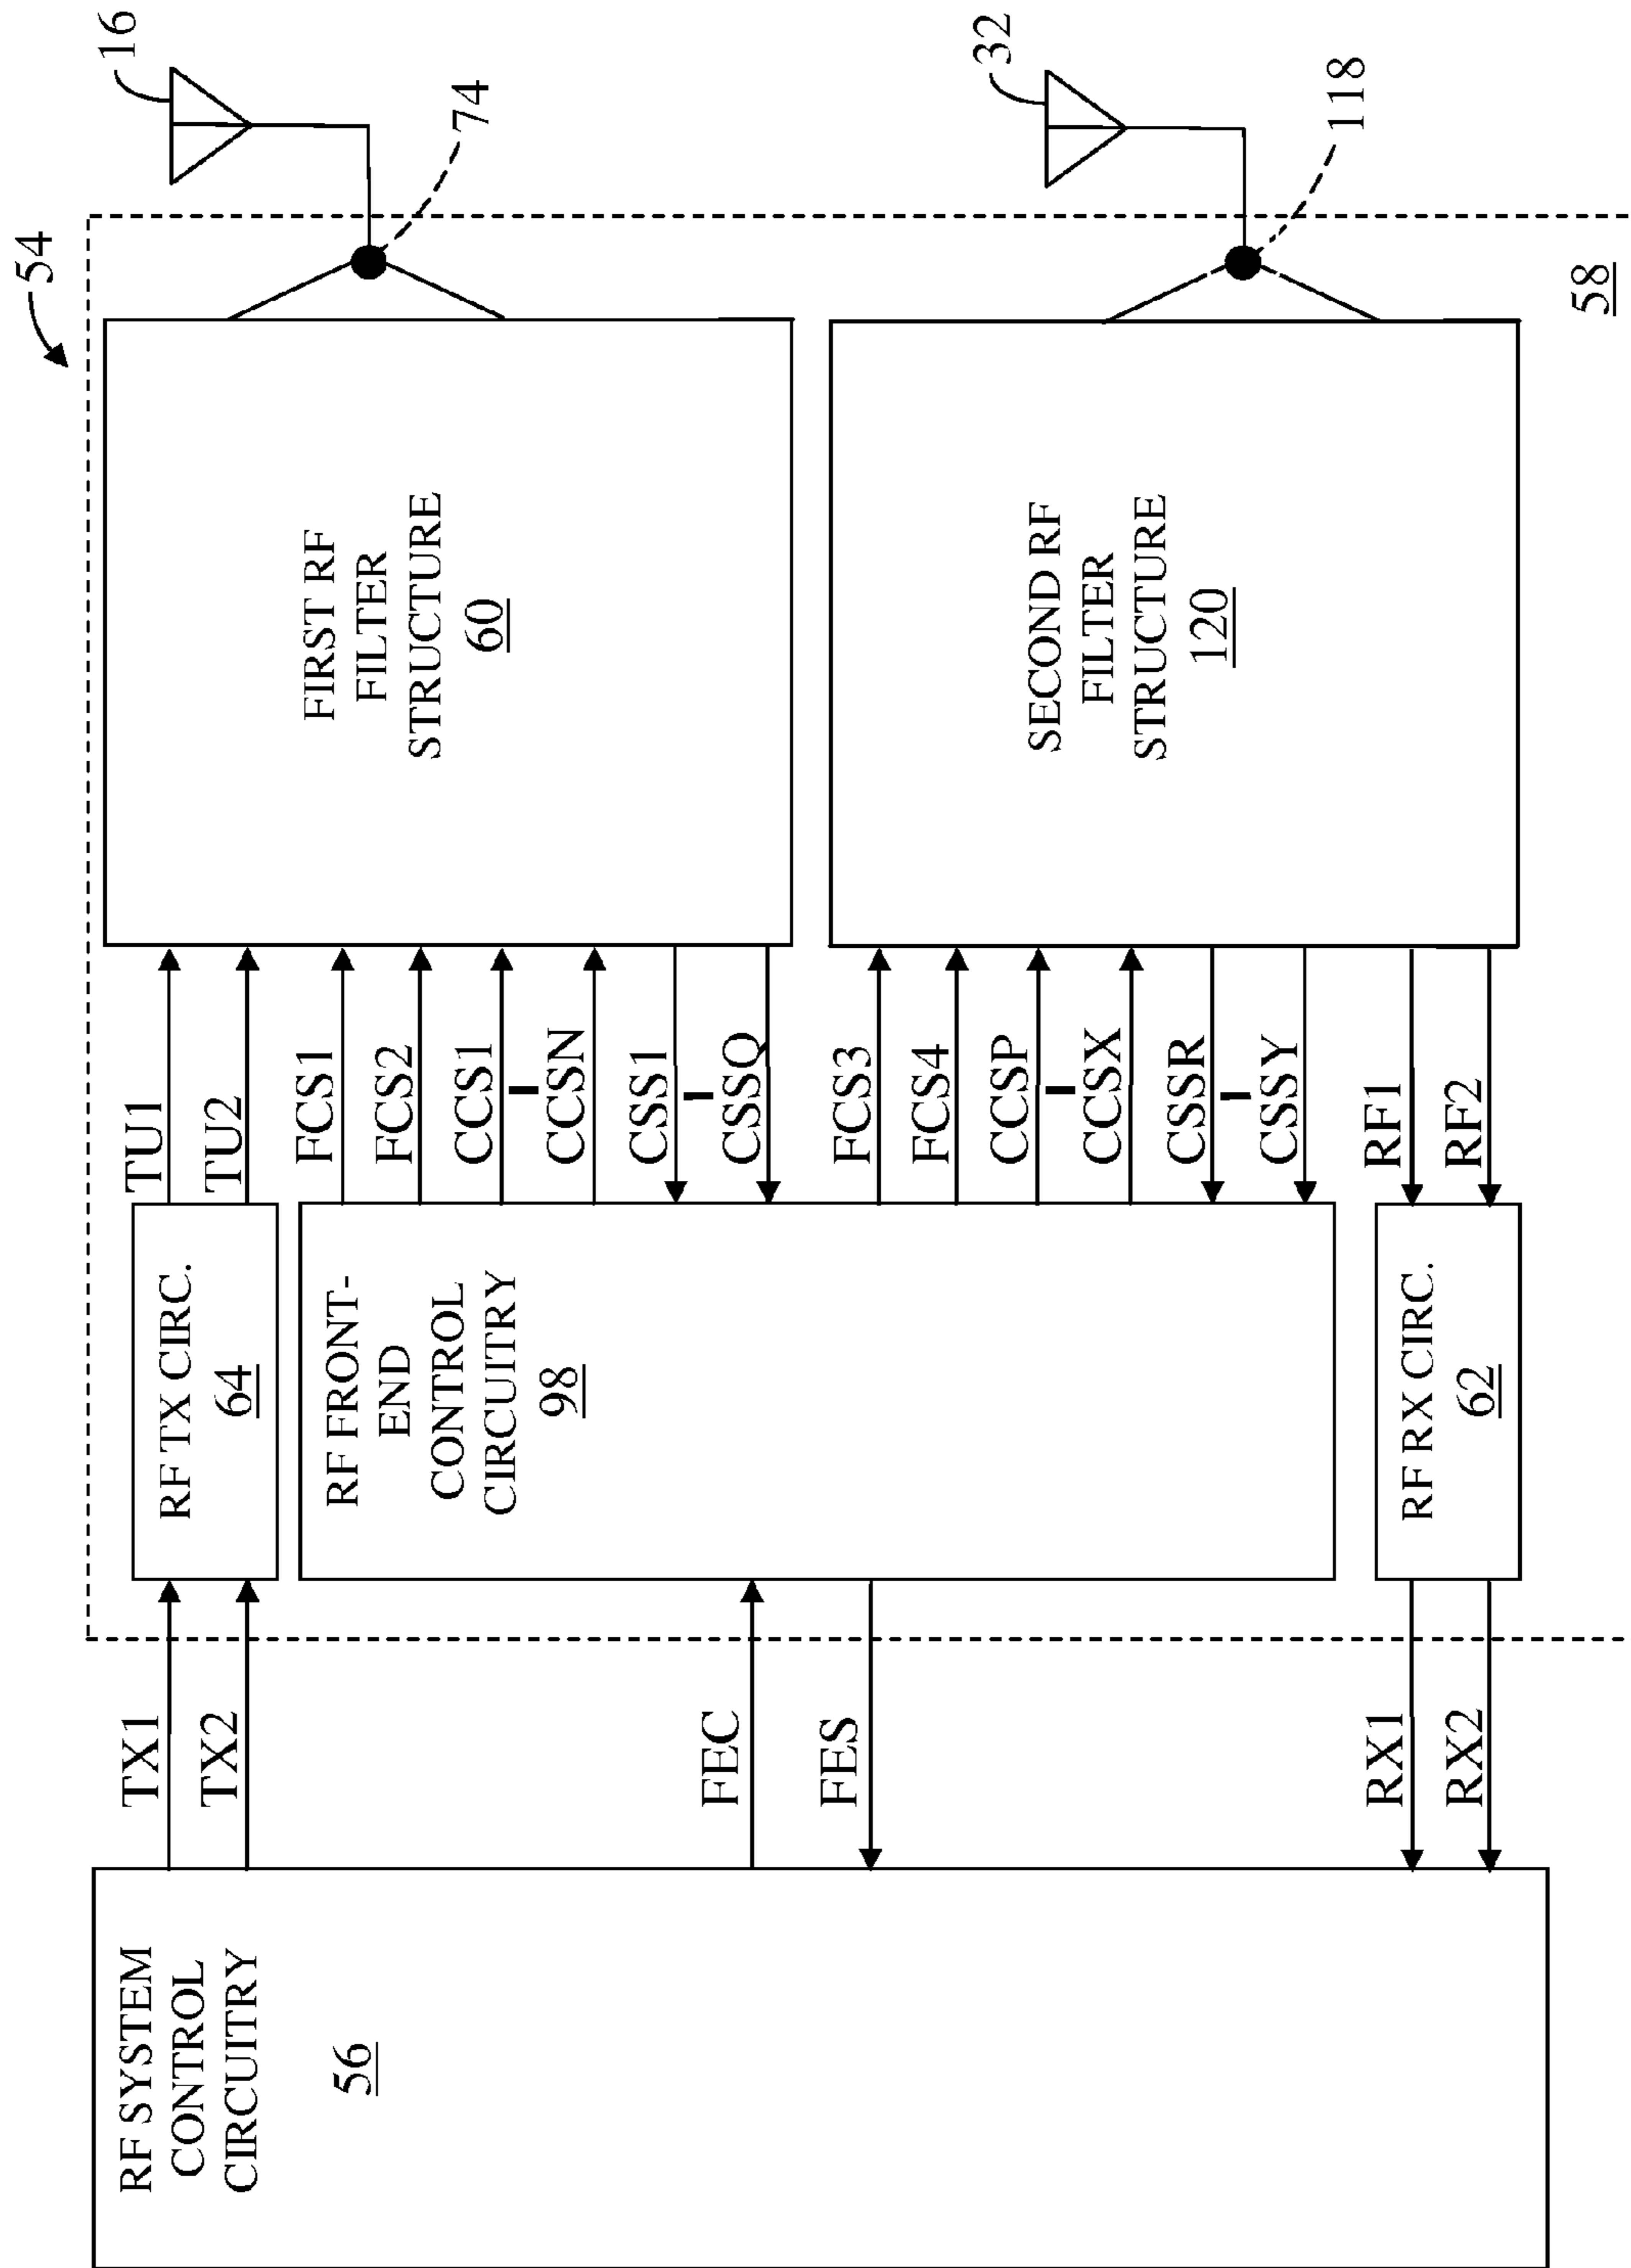 54
RF SYSTEM
CONTROL
CIRCUITRY
56
TX1
TX2
FEC
FES
RX1
RX2
RF TX CIRC.
64
RF FRONT-
END
CONTROL
CIRCUITRY
98
RF RX CIRC.
62
TU1
TU2
FCS1
FCS2
CCS1
CCSN
CSS1
CSSQ
FCS3
FCS4
CCSP
CCSX
CSSR
CSSY
RF1
RF2
FIRST RF
FILTER
STRUCTURE
60
SECOND RF
FILTER
STRUCTURE
120
16
74
32
118
58